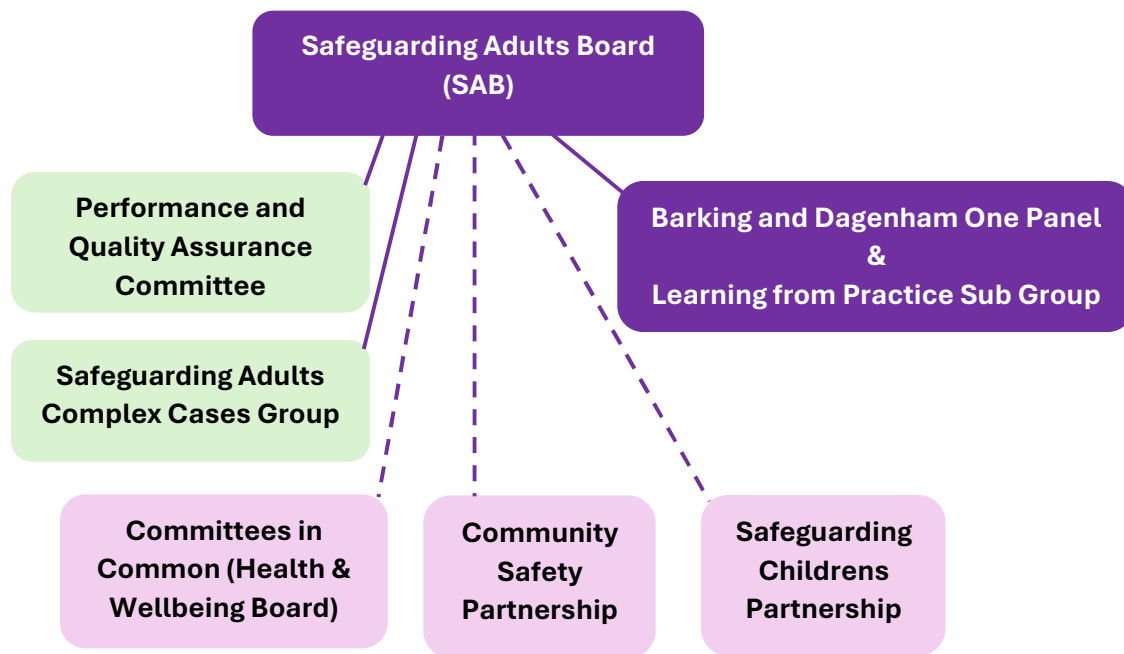 Safeguarding Adults Board
(SAB)
Performance and
Quality Assurance
Committee
Barking and Dagenham One Panel
&
Learning from Practice Sub Group
Safeguarding Adults
Complex Cases Group
Committees in
Common (Health &
Wellbeing Board)
Community
Safety
Partnership
Safeguarding
Childrens
Partnership